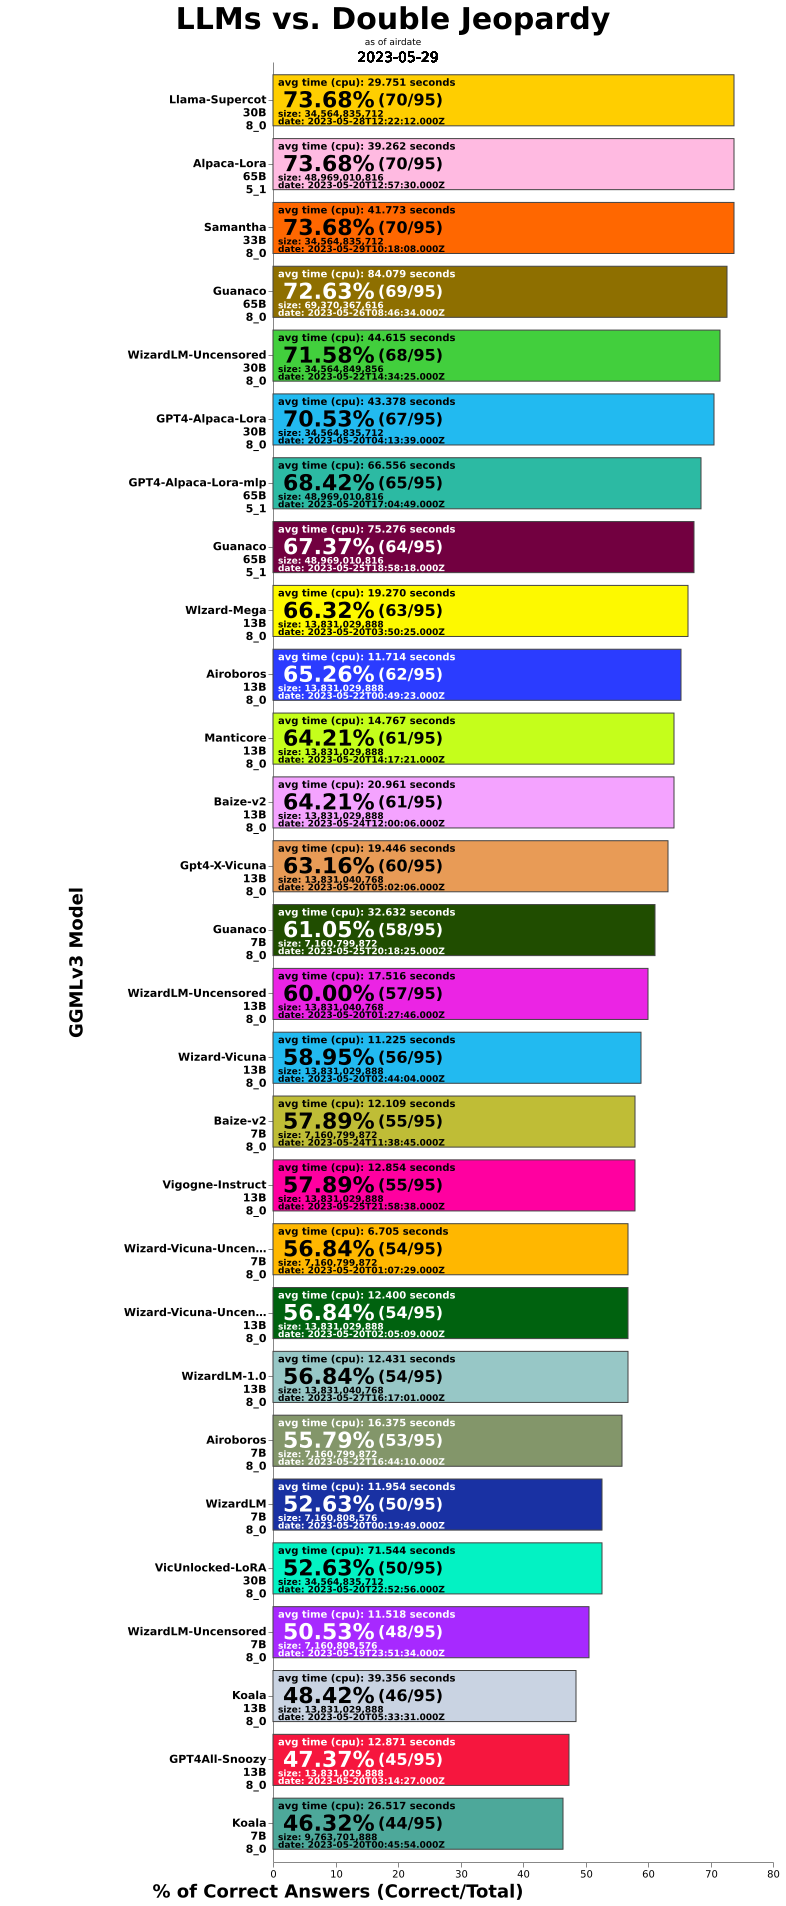 LLMs vs. Double Jeopardy
as of airdate
2023-05-29
GGMLv3 Model
Llama-Supercot
30B
8_0
avg time (cpu): 29.751 seconds
73.68% (70/95)
size: 34,564,835,712
date: 2023-05-28T12:22:12.000Z
Alpaca-Lora
65B
5_1
avg time (cpu): 39.262 seconds
73.68% (70/95)
size: 48,969,010,816
date: 2023-05-20T12:57:30.000Z
Samantha
33B
8_0
avg time (cpu): 41.773 seconds
73.68% (70/95)
size: 34,564,835,712
date: 2023-05-29T10:18:08.000Z
Guanaco
65B
8_0
avg time (cpu): 84.079 seconds
72.63% (69/95)
size: 69,370,367,616
date: 2023-05-26T08:46:34.000Z
WizardLM-Uncensored
30B
8_0
avg time (cpu): 44.615 seconds
71.58% (68/95)
size: 34,564,849,856
date: 2023-05-22T14:34:25.000Z
GPT4-Alpaca-Lora
30B
8_0
avg time (cpu): 43.378 seconds
70.53% (67/95)
size: 34,564,835,712
date: 2023-05-20T04:13:39.000Z
GPT4-Alpaca-Lora-mlp
65B
5_1
avg time (cpu): 66.556 seconds
68.42% (65/95)
size: 48,969,010,816
date: 2023-05-20T17:04:49.000Z
Guanaco
65B
5_1
avg time (cpu): 75.276 seconds
67.37% (64/95)
size: 48,969,010,816
date: 2023-05-25T18:58:18.000Z
WIzard-Mega
13B
8_0
avg time (cpu): 19.270 seconds
66.32% (63/95)
size: 13,831,029,888
date: 2023-05-20T03:50:25.000Z
Airoboros
13B
8_0
avg time (cpu): 11.714 seconds
65.26% (62/95)
size: 13,831,029,888
date: 2023-05-22T00:49:23.000Z
Manticore
13B
8_0
avg time (cpu): 14.767 seconds
64.21% (61/95)
size: 13,831,029,888
date: 2023-05-20T14:17:21.000Z
Baize-v2
13B
8_0
avg time (cpu): 20.961 seconds
64.21% (61/95)
size: 13,831,029,888
date: 2023-05-24T12:00:06.000Z
Gpt4-X-Vicuna
13B
8_0
avg time (cpu): 19.446 seconds
63.16% (60/95)
size: 13,831,040,768
date: 2023-05-20T05:02:06.000Z
Guanaco
7B
8_0
avg time (cpu): 32.632 seconds
61.05% (58/95)
size: 7,160,799,872
date: 2023-05-25T20:18:25.000Z
WizardLM-Uncensored
13B
8_0
avg time (cpu): 17.516 seconds
60.00% (57/95)
size: 13,831,040,768
date: 2023-05-20T01:27:46.000Z
Wizard-Vicuna
13B
8_0
avg time (cpu): 11.225 seconds
58.95% (56/95)
size: 13,831,029,888
date: 2023-05-20T02:44:04.000Z
Baize-v2
7B
8_0
avg time (cpu): 12.109 seconds
57.89% (55/95)
size: 7,160,799,872
date: 2023-05-24T11:38:45.000Z
Vigogne-Instruct
13B
8_0
avg time (cpu): 12.854 seconds
57.89% (55/95)
size: 13,831,029,888
date: 2023-05-25T21:58:38.000Z
Wizard-Vicuna-Uncen...
7B
8_0
avg time (cpu): 6.705 seconds
56.84% (54/95)
size: 7,160,799,872
date: 2023-05-20T01:07:29.000Z
Wizard-Vicuna-Uncen...
13B
8_0
avg time (cpu): 12.400 seconds
56.84% (54/95)
size: 13,831,029,888
date: 2023-05-20T02:05:09.000Z
WizardLM-1.0
13B
8_0
avg time (cpu): 12.431 seconds
56.84% (54/95)
size: 13,831,040,768
date: 2023-05-27T16:17:01.000Z
Airoboros
7B
8_0
avg time (cpu): 16.375 seconds
55.79% (53/95)
size: 7,160,799,872
date: 2023-05-22T16:44:10.000Z
WizardLM
7B
8_0
avg time (cpu): 11.954 seconds
52.63% (50/95)
size: 7,160,808,576
date: 2023-05-20T00:19:49.000Z
VicUnlocked-LoRA
30B
8_0
avg time (cpu): 71.544 seconds
52.63% (50/95)
size: 34,564,835,712
date: 2023-05-20T22:52:56.000Z
WizardLM-Uncensored
7B
8_0
avg time (cpu): 11.518 seconds
50.53% (48/95)
size: 7,160,808,576
date: 2023-05-19T23:51:34.000Z
Koala
13B
8_0
avg time (cpu): 39.356 seconds
48.42% (46/95)
size: 13,831,029,888
date: 2023-05-20T05:33:31.000Z
GPT4All-Snoozy
13B
8_0
avg time (cpu): 12.871 seconds
47.37% (45/95)
size: 13,831,029,888
date: 2023-05-20T03:14:27.000Z
Koala
7B
8_0
avg time (cpu): 26.517 seconds
46.32% (44/95)
size: 9,763,701,888
date: 2023-05-20T00:45:54.000Z
0 10 20 30 40 50 60 70 80
% of Correct Answers (Correct/Total)